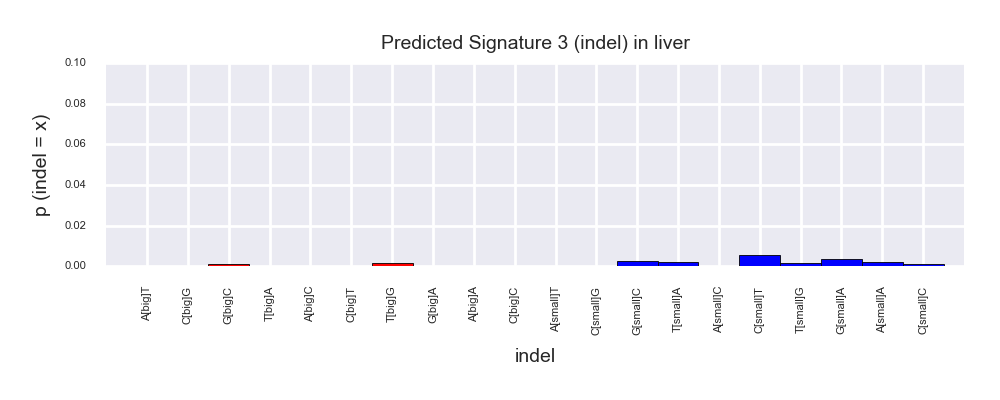 Predicted Signature 3 (indel) in liver
p (indel = x)
0.10
0.08
0.06
0.04
0.02
0.00
A[big]T
C[big]G
G[big]C
T[big]A
A[big]C
C[big]T
T[big]G
G[big]A
A[big]A
C[big]C
A[small]T
C[small]G
G[small]C
T[small]A
A[small]C
C[small]T
T[small]G
G[small]A
A[small]A
C[small]C
indel